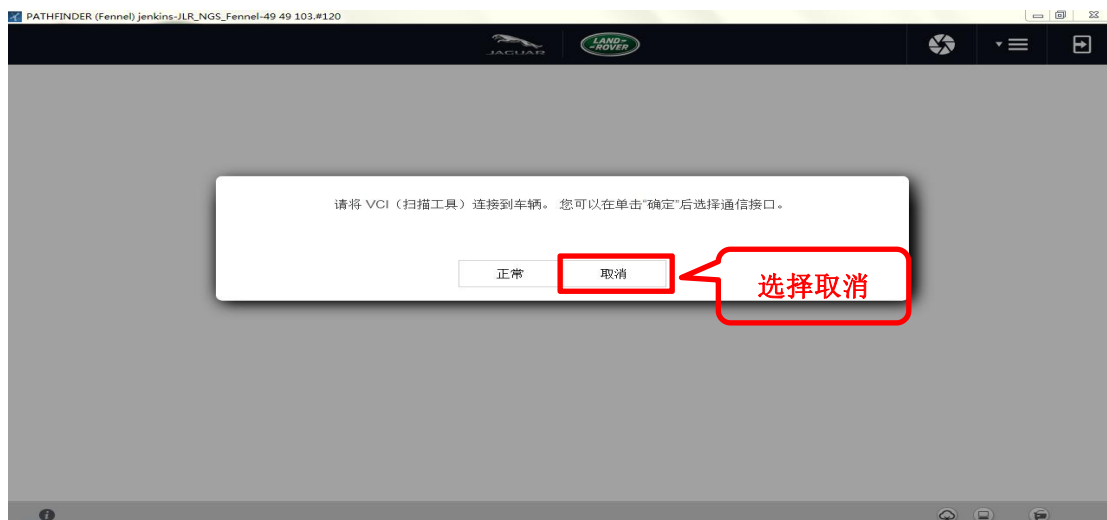 PATHFINDER (Fennel) jenkins-JLR_NGS_Fennel-49 49 103.#120
JAGUAR
LAND-
-ROVER
请将 VCI（扫描工具）连接到车辆。 您可以在单击"确定"后选择通信接口。
正常
取消
选择取消